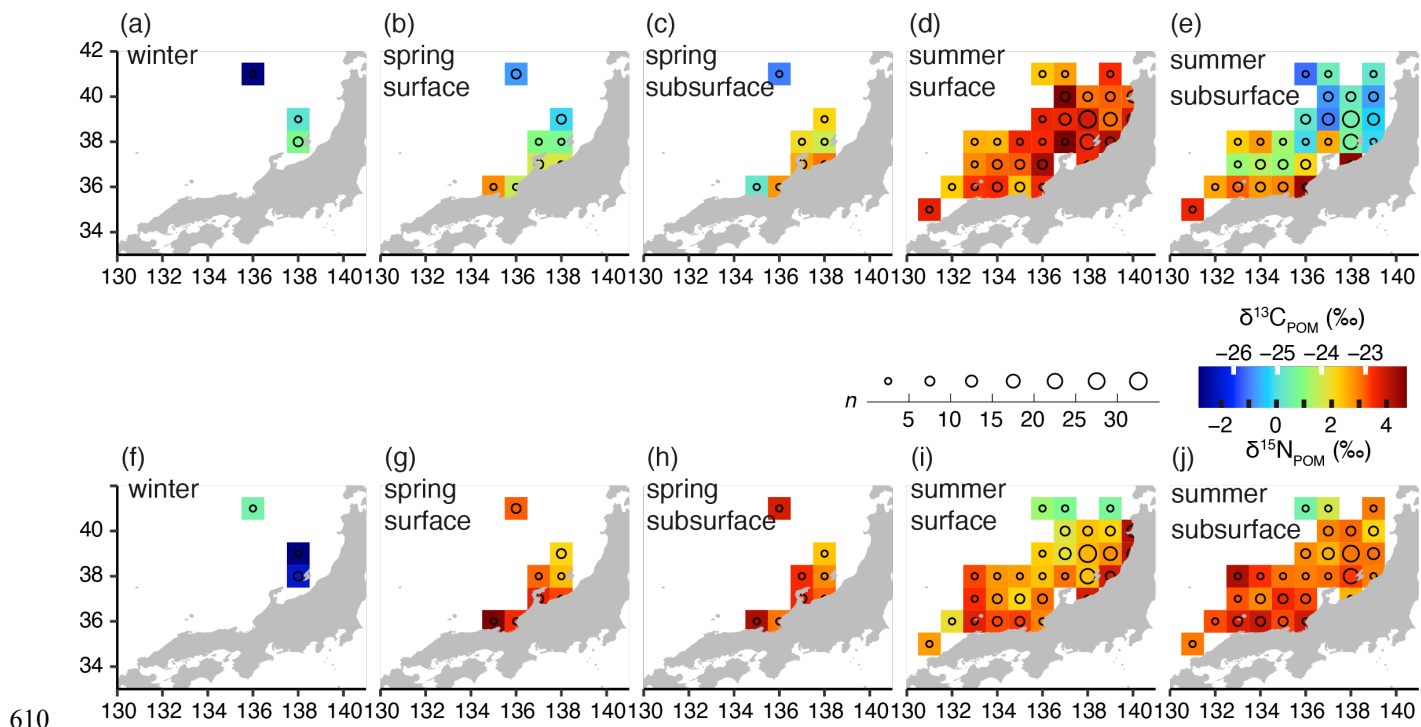 (a) (b) (c) (d) (e)
winter spring surface spring subsurface summer surface summer subsurface
42
40
38
36
34
130 132 134 136 138 140 130 132 134 136 138 140 130 132 134 136 138 140 130 132 134 136 138 140 130 132 134 136 138 140
δ¹³C_POM (‰)
−26 −25 −24 −23
n
5 10 15 20 25 30
−2 0 2 4
δ¹⁵N_POM (‰)
(f) (g) (h) (i) (j)
winter spring surface spring subsurface summer surface summer subsurface
40
38
36
34
130 132 134 136 138 140 130 132 134 136 138 140 130 132 134 136 138 140 130 132 134 136 138 140 130 132 134 136 138 140
610